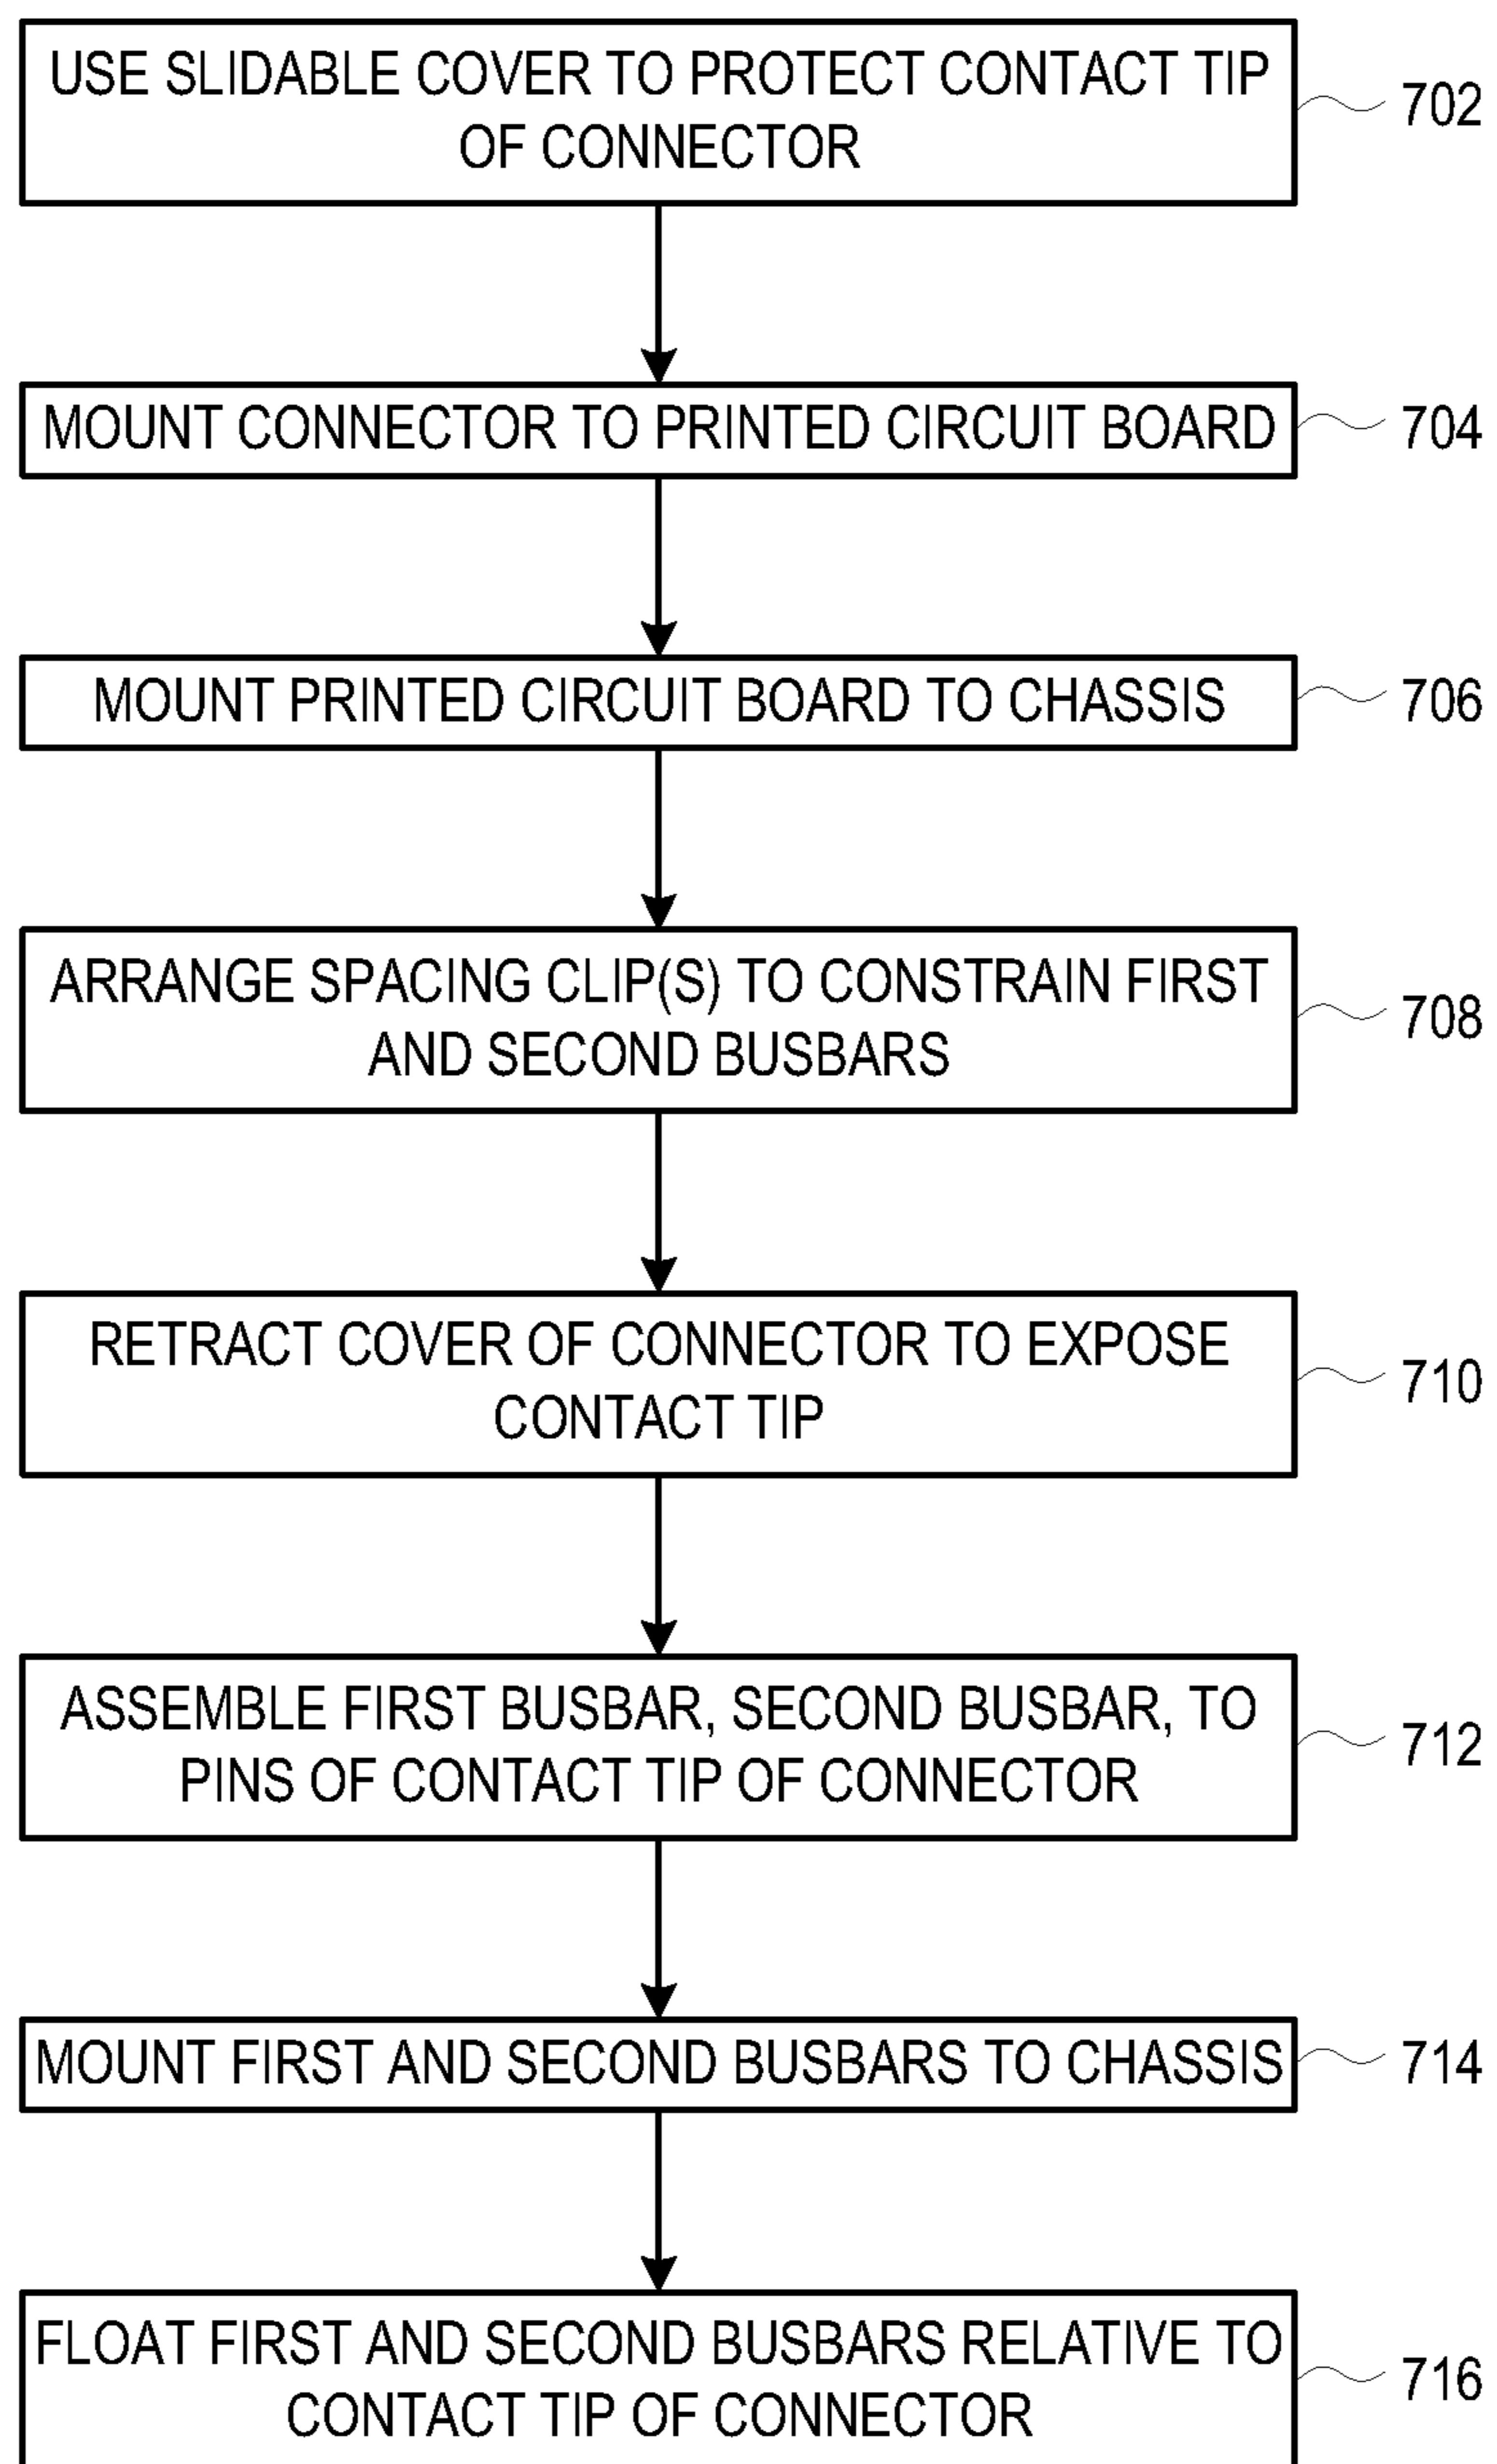 USE SLIDABLE COVER TO PROTECT CONTACT TIP
OF CONNECTOR
702
MOUNT CONNECTOR TO PRINTED CIRCUIT BOARD
704
MOUNT PRINTED CIRCUIT BOARD TO CHASSIS
706
ARRANGE SPACING CLIP(S) TO CONSTRAIN FIRST
AND SECOND BUSBARS
708
RETRACT COVER OF CONNECTOR TO EXPOSE
CONTACT TIP
710
ASSEMBLE FIRST BUSBAR, SECOND BUSBAR, TO
PINS OF CONTACT TIP OF CONNECTOR
712
MOUNT FIRST AND SECOND BUSBARS TO CHASSIS
714
FLOAT FIRST AND SECOND BUSBARS RELATIVE TO
CONTACT TIP OF CONNECTOR
716